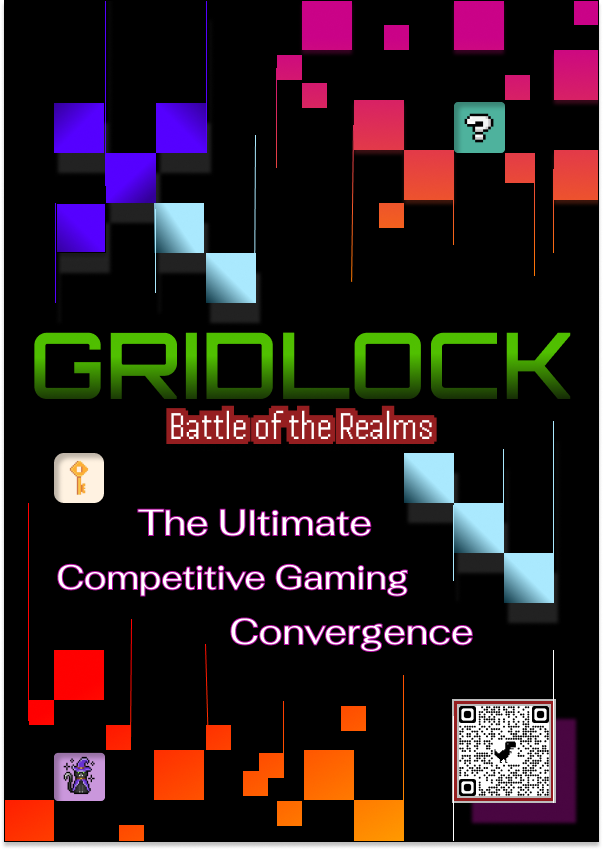 ?
GRIDLOCK
Battle of the Realms
The Ultimate
Competitive Gaming
Convergence